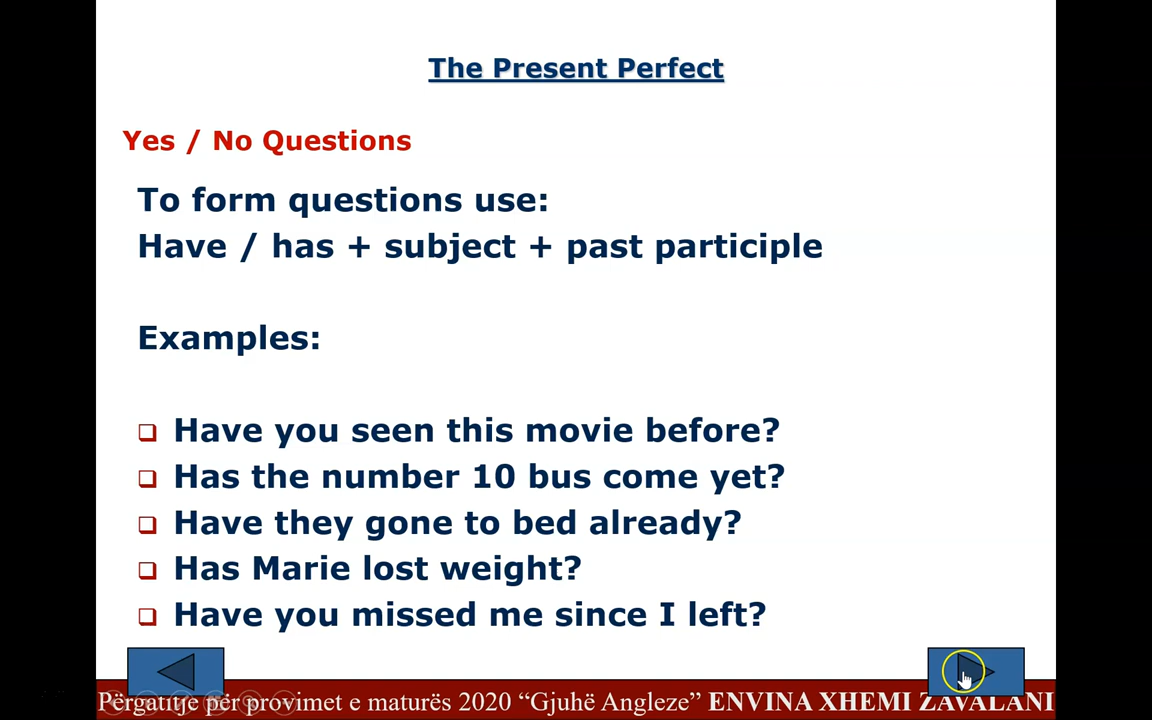 The Present Perfect
Yes / No Questions
To form questions use:
Have / has + subject + past participle
Examples:
Have you seen this movie before?
Has the number 10 bus come yet?
Have they gone to bed already?
Has Marie lost weight?
Have you missed me since I left?
Përgatitje për provimet e maturës 2020 “Gjuhë Angleze” ENVINA XHEMI ZAVALANI